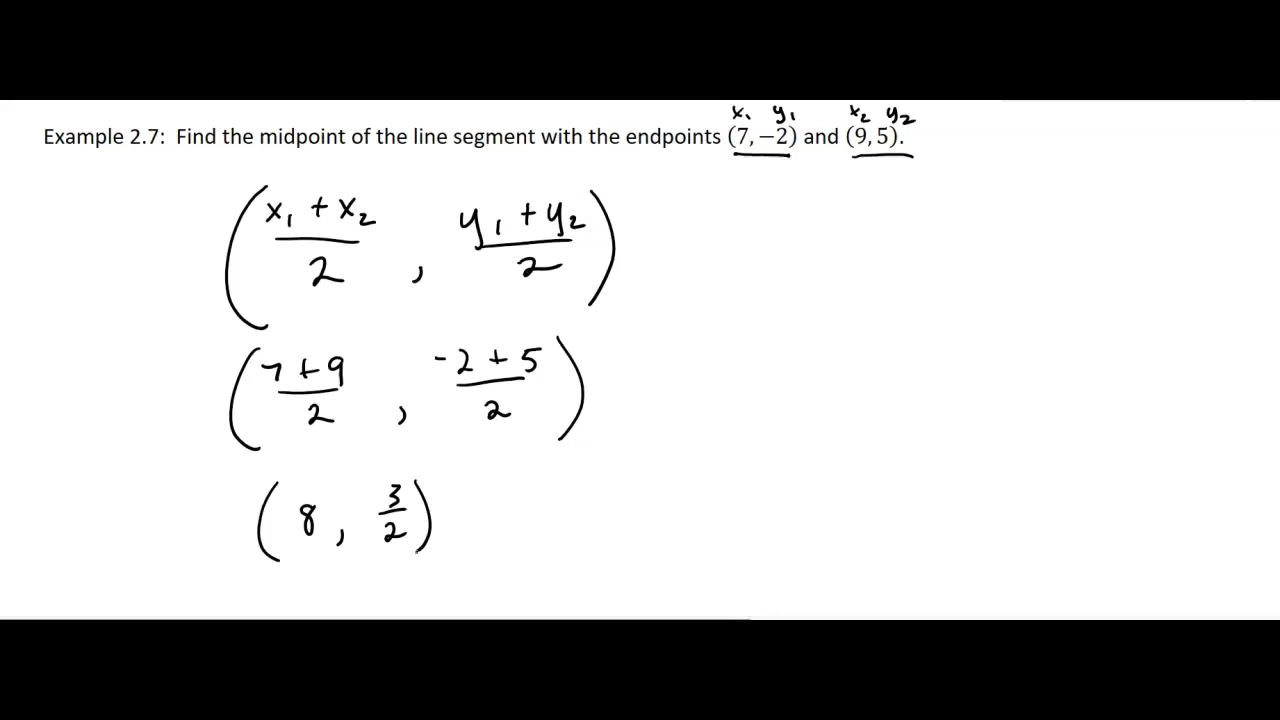 x₁ y₁ x₂ y₂
Example 2.7: Find the midpoint of the line segment with the endpoints (7, −2) and (9, 5).
(x₁ + x₂ / 2 , y₁ + y₂ / 2)
(7 + 9 / 2 , -2 + 5 / 2)
(8 , 3/2)